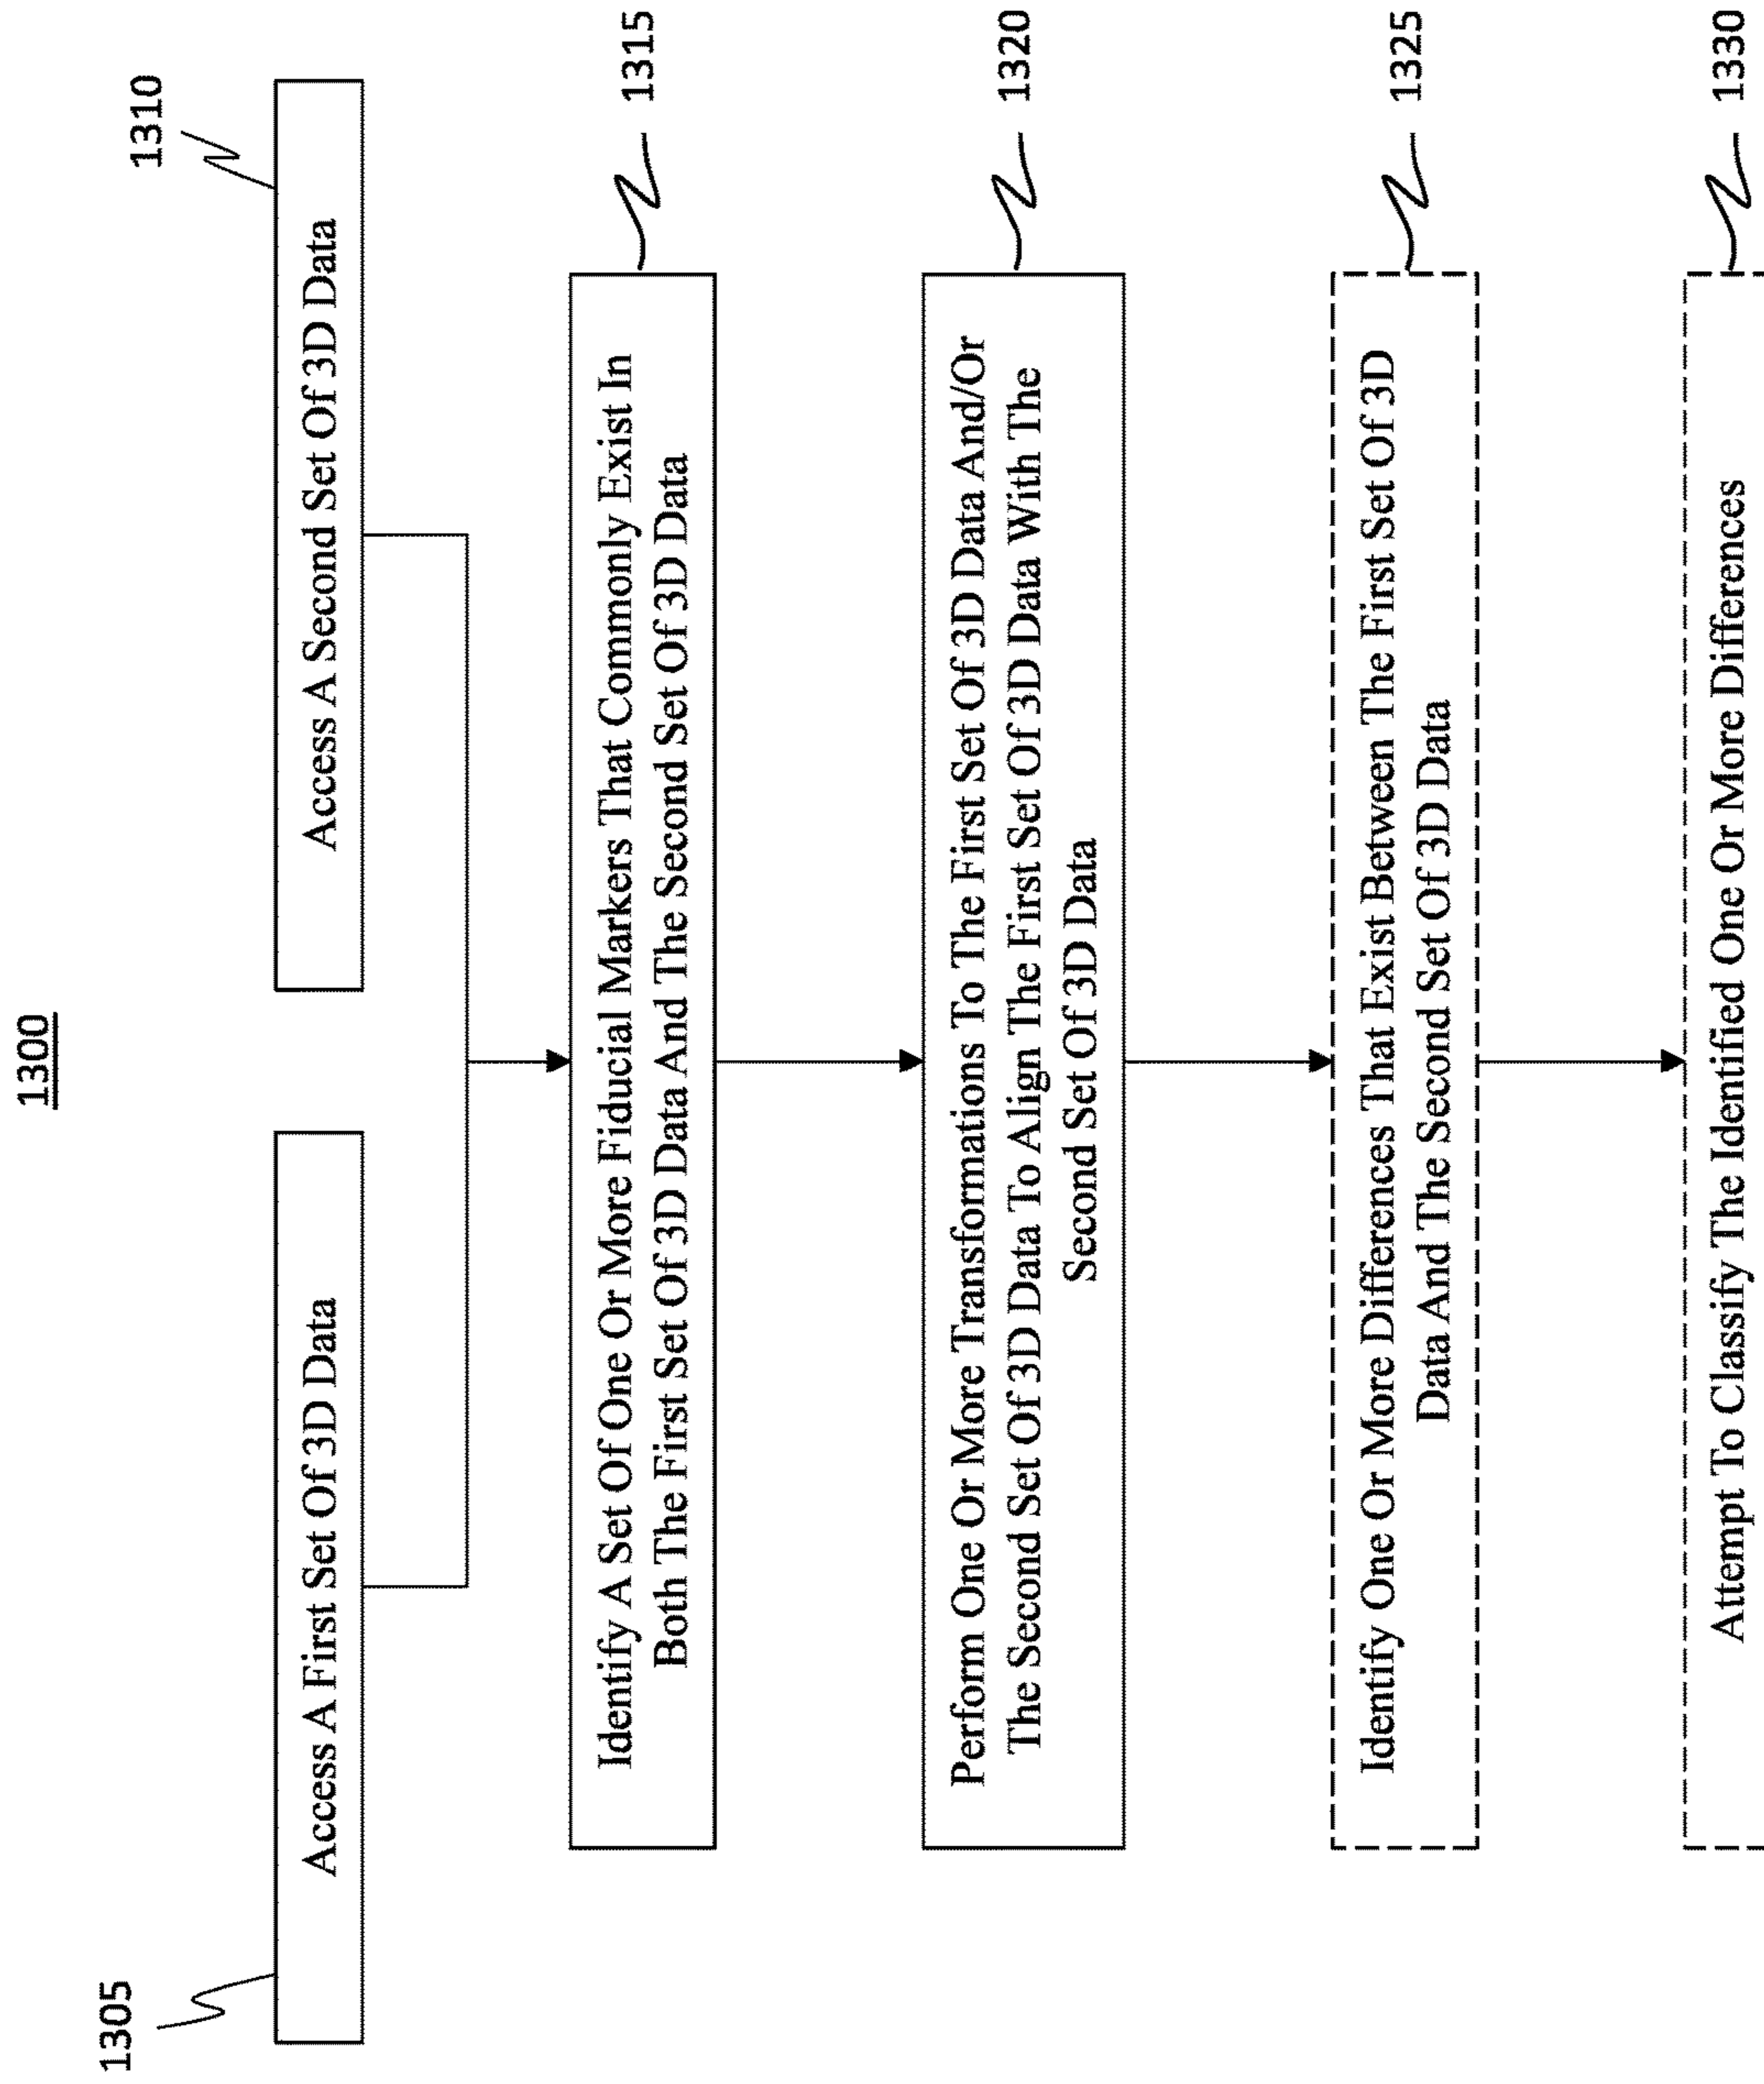 1300
1305
1310
Access A First Set Of 3D Data
Access A Second Set Of 3D Data
Identify A Set Of One Or More Fiducial Markers That Commonly Exist In
Both The First Set Of 3D Data And The Second Set Of 3D Data
1315
Perform One Or More Transformations To The First Set Of 3D Data And/Or
The Second Set Of 3D Data To Align The First Set Of 3D Data With The
Second Set Of 3D Data
1320
Identify One Or More Differences That Exist Between The First Set Of 3D
Data And The Second Set Of 3D Data
1325
Attempt To Classify The Identified One Or More Differences
1330